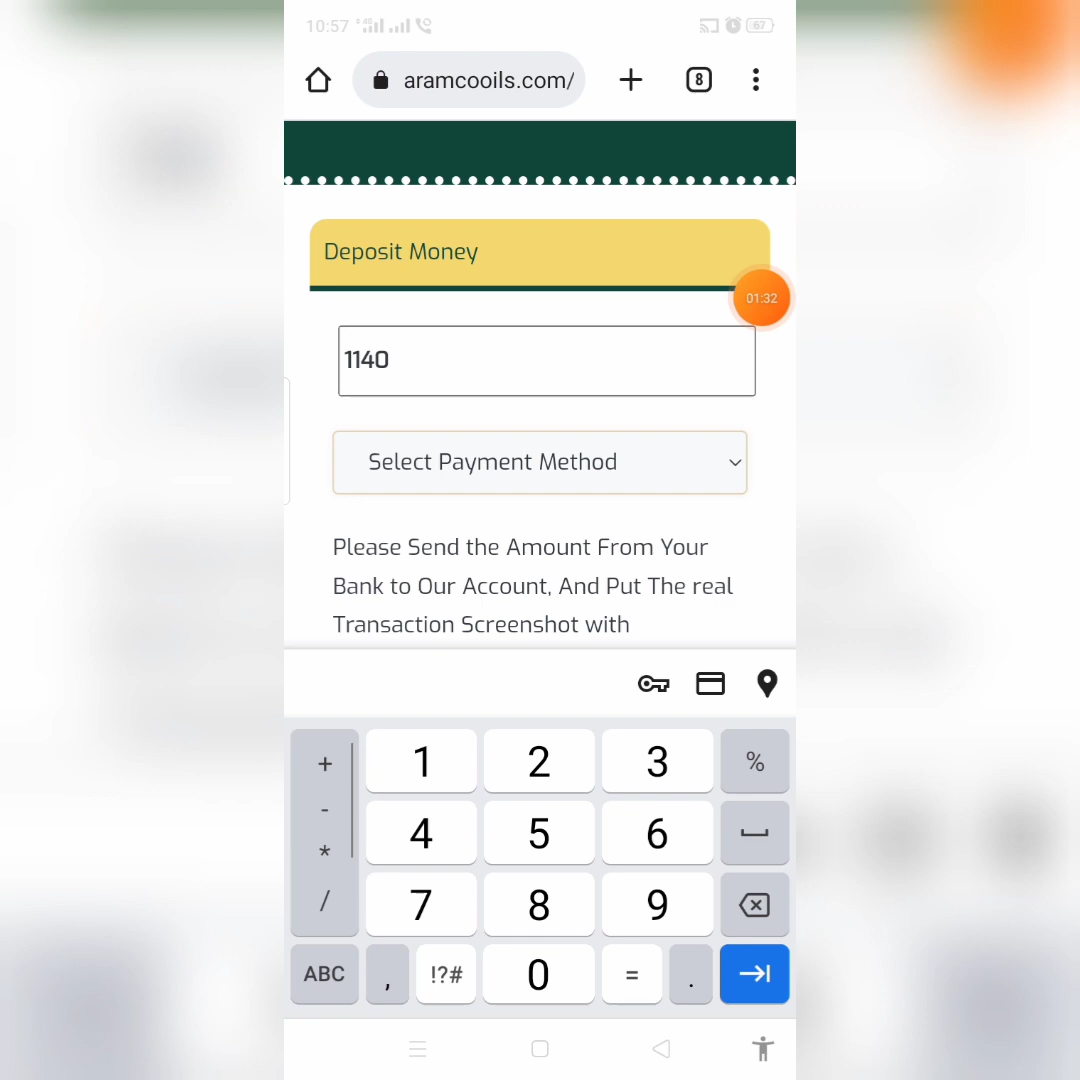 10:57
4G
67
aramcooils.com/
8
Deposit Money
01:32
1140
Select Payment Method
Please Send the Amount From Your
Bank to Our Account, And Put The real
Transaction Screenshot with
+ 1 2 3 %
-
4 5 6
*
/ 7 8 9
ABC , !?# 0 = .